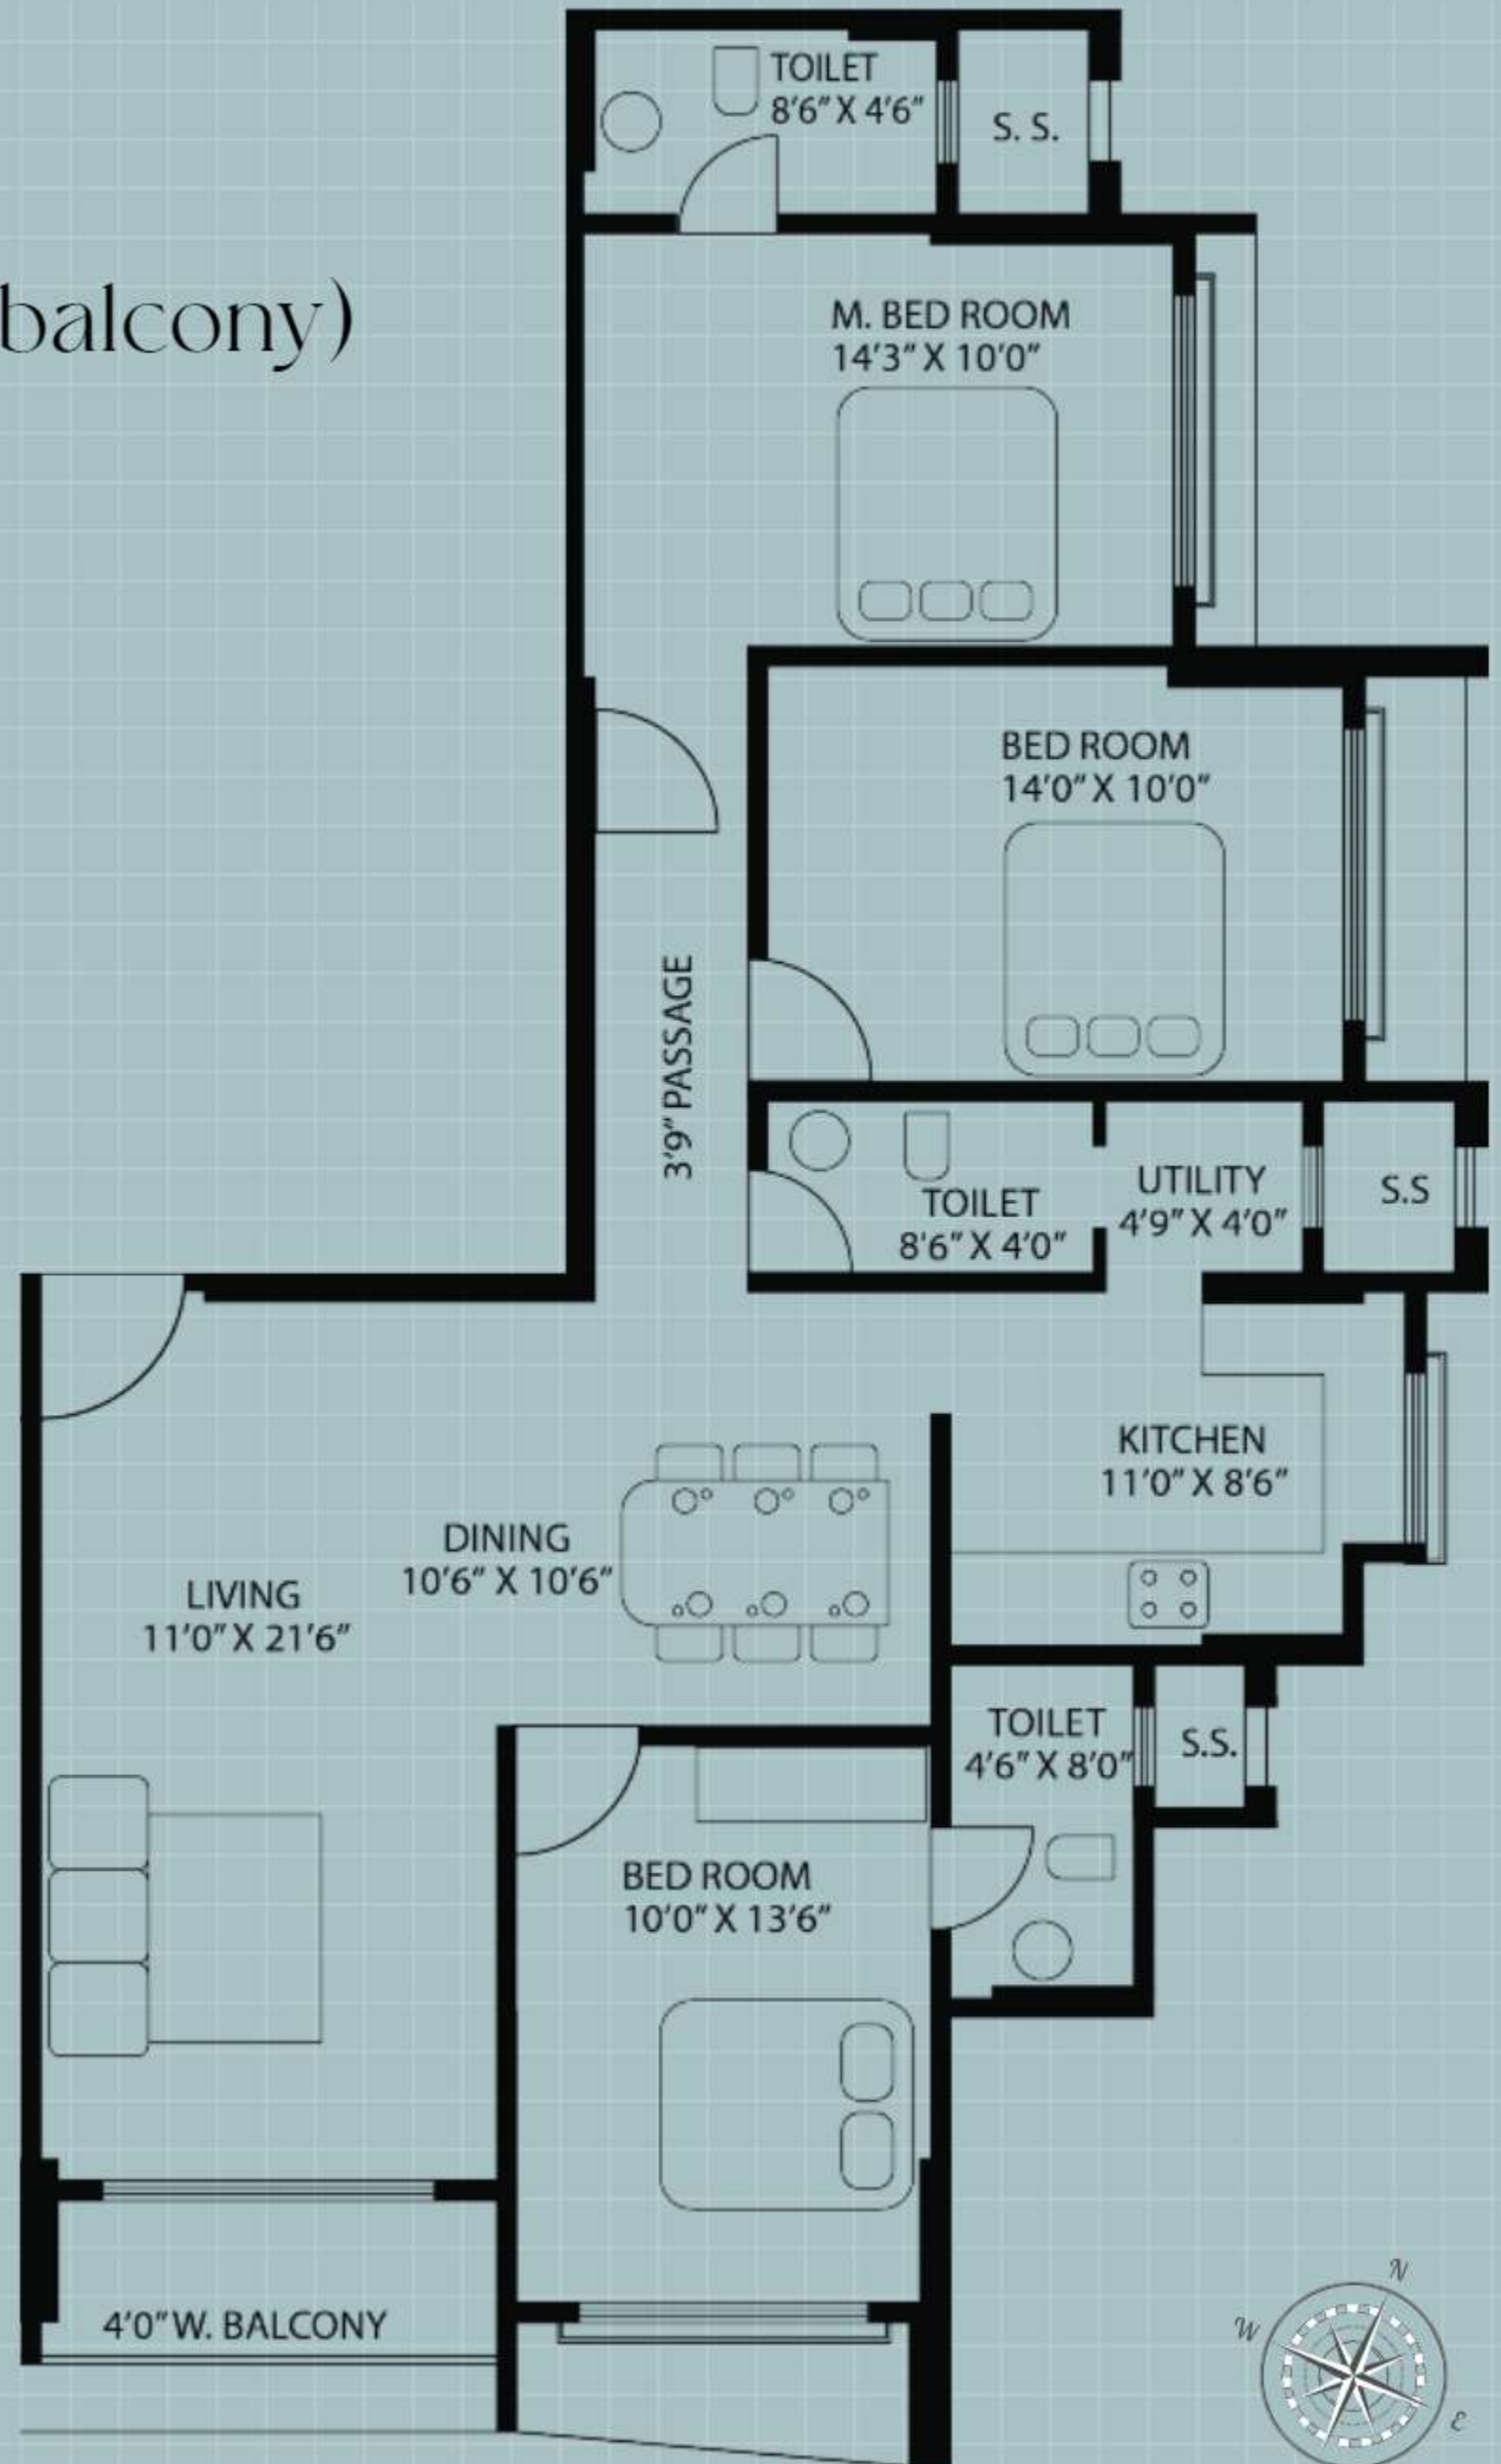 TOILET
8'6" X 4'6"
S. S.
balcony)
M. BED ROOM
14'3" X 10'0"
BED ROOM
14'0" X 10'0"
3'9" PASSAGE
TOILET
8'6" X 4'0"
UTILITY
4'9" X 4'0"
S.S
KITCHEN
11'0" X 8'6"
DINING
10'6" X 10'6"
LIVING
11'0" X 21'6"
TOILET
4'6" X 8'0"
S.S.
BED ROOM
10'0" X 13'6"
4'0" W. BALCONY
N
W
E